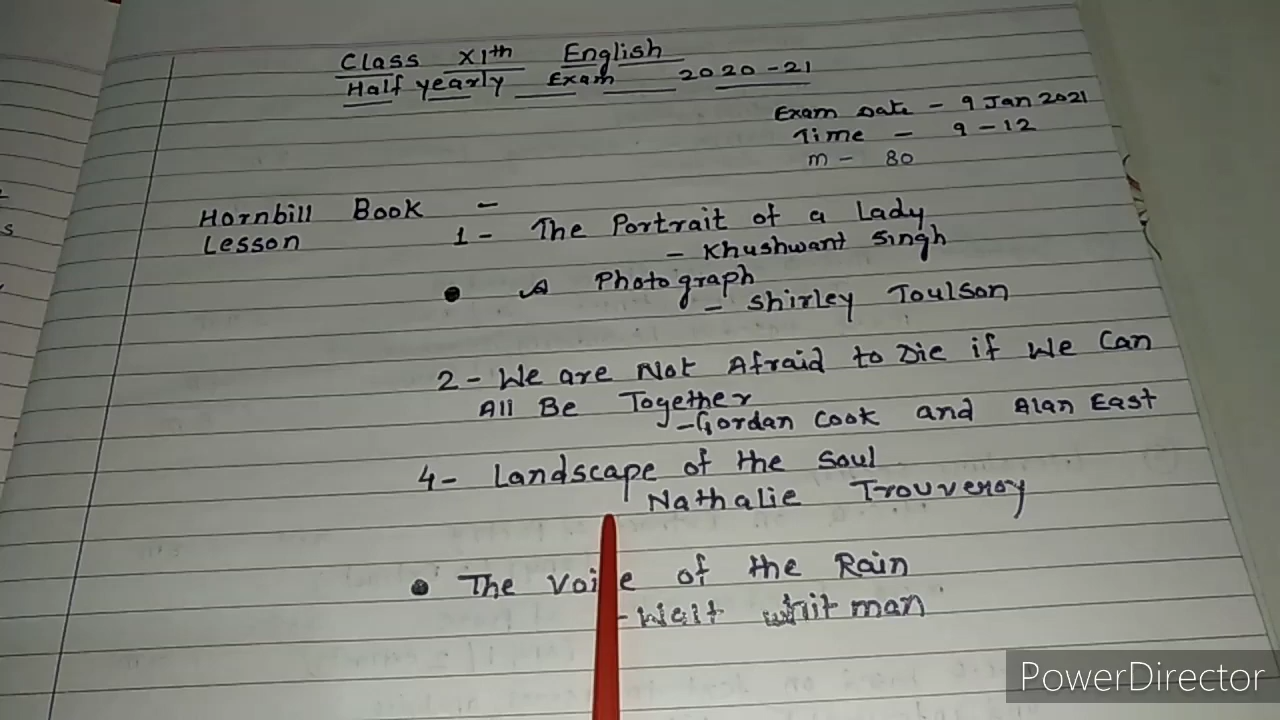 Class XIth English
Half yearly Exam 2020-21
Exam Date - 9 Jan 2021
Time - 9-12
m - 80
Hornbill Book -
Lesson 1- The Portrait of a Lady
- Khushwant Singh
• A Photograph
- Shirley Toulson
2- We are Not Afraid to Die if We Can
All Be Together
-Gordan Cook and Alan East
4- Landscape of the Soul
Nathalie Trouveroy
• The Voice of the Rain
- Walt Whitman
PowerDirector
s